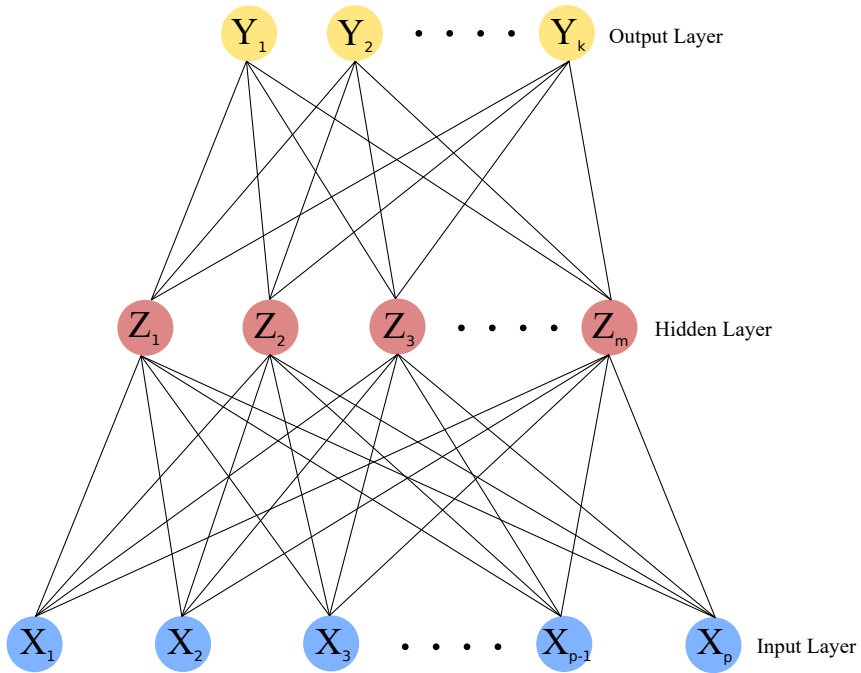 Y1 Y2 Yk Output Layer
Z1 Z2 Z3 Zm Hidden Layer
X1 X2 X3 Xp-1 Xp Input Layer